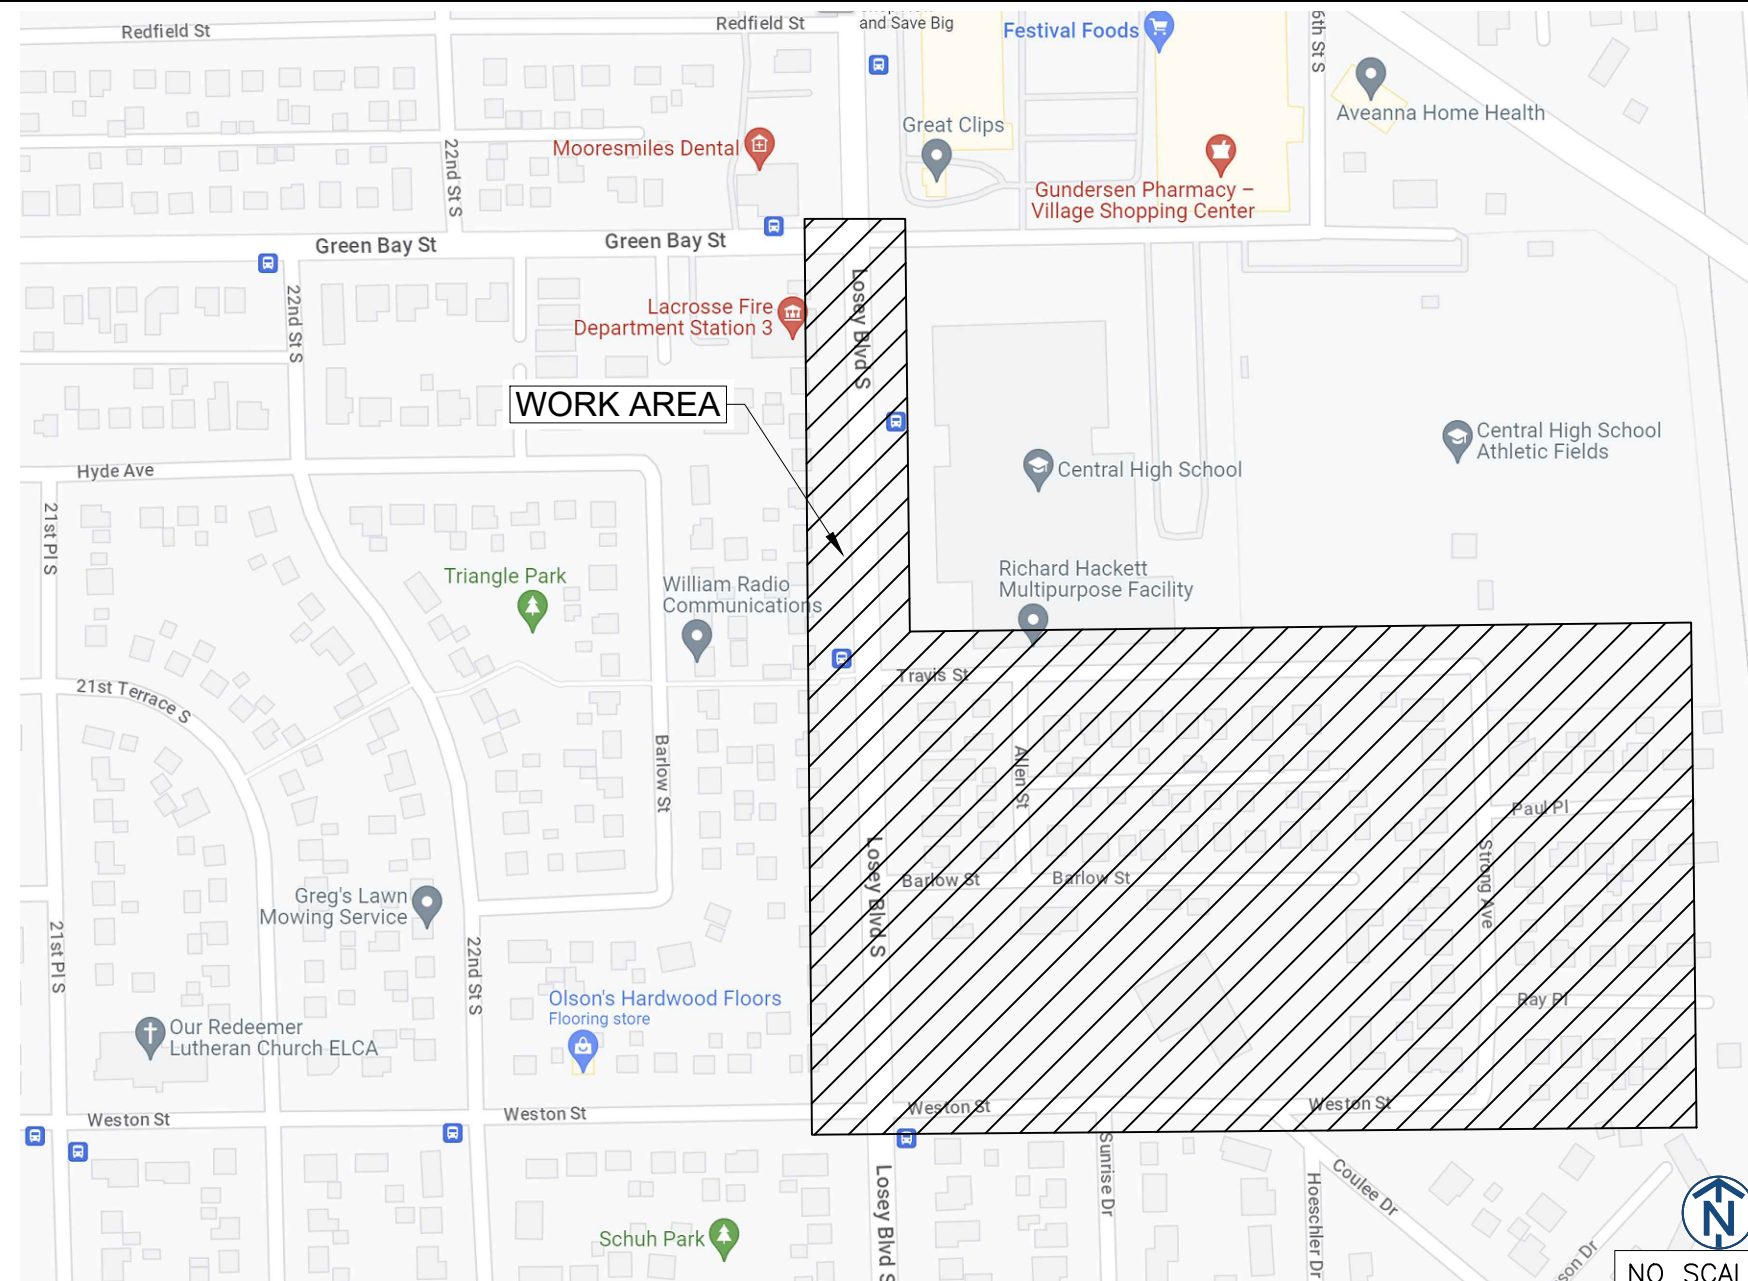 Redfield St
Redfield St
and Save Big
Festival Foods
6th St S
Aveanna Home Health
Great Clips
Mooresmiles Dental
22nd St S
Gundersen Pharmacy –
Village Shopping Center
Green Bay St
Green Bay St
22nd St S
Losey Blvd S
Lacrosse Fire
Department Station 3
WORK AREA
Central High School
Athletic Fields
Central High School
Hyde Ave
21st Pl S
Triangle Park
William Radio
Communications
Richard Hackett
Multipurpose Facility
Travis St
21st Terrace S
Barlow St
Allen St
Paul Pl
Losey Blvd S
Strong Ave
Barlow St
Barlow St
Greg's Lawn
Mowing Service
21st Pl S
22nd St S
Olson's Hardwood Floors
Flooring store
Ray Pl
Our Redeemer
Lutheran Church ELCA
Weston St
Weston St
Weston St
Weston St
Sunrise Dr
Coulee Dr
Hoeschler Dr
Losey Blvd S
Schuh Park
N
son Dr
NO SCAL